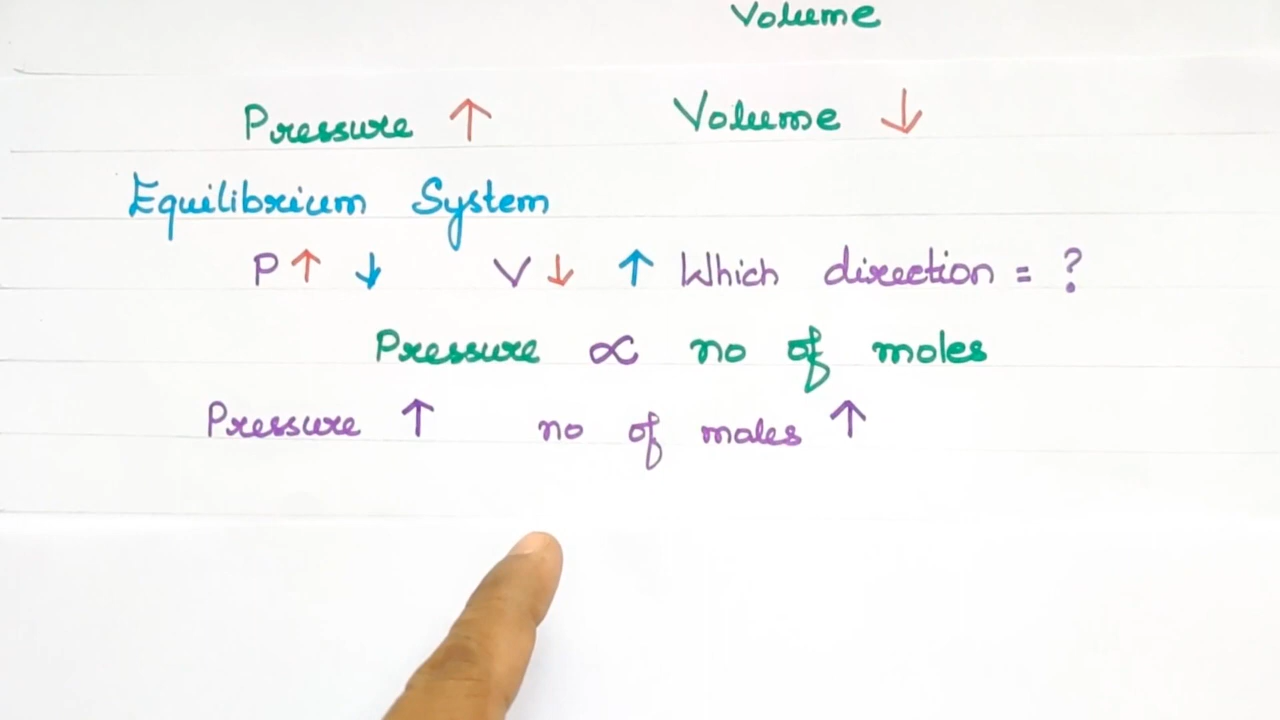 Volume
Pressure ↑ Volume ↓
Equilibrium System
P ↑ ↓ V ↓ ↑ Which direction = ?
Pressure ∝ no of moles
Pressure ↑ no of moles ↑